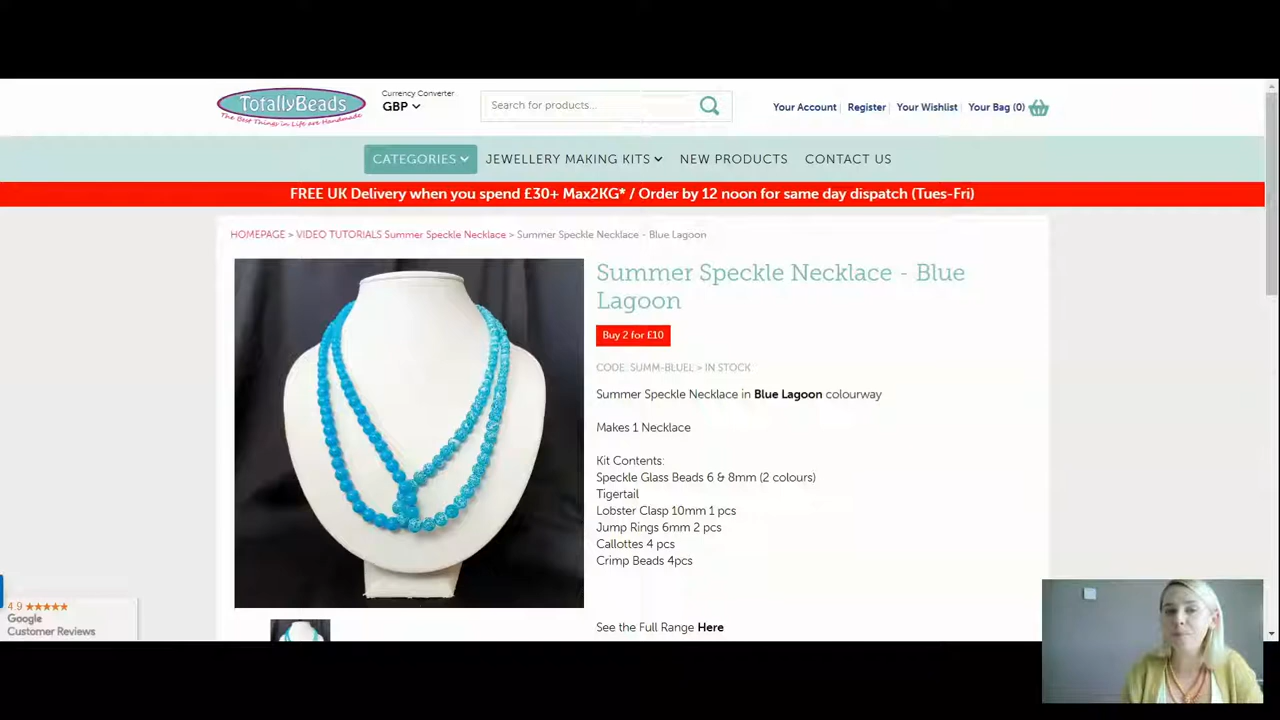 TotallyBeads
The Best Things in Life are Handmade
Currency Converter
GBP
Search for products...
Your Account
Register
Your Wishlist
Your Bag (0)
CATEGORIES
JEWELLERY MAKING KITS
NEW PRODUCTS
CONTACT US
FREE UK Delivery when you spend £30+ Max2KG* / Order by 12 noon for same day dispatch (Tues-Fri)
HOMEPAGE > VIDEO TUTORIALS Summer Speckle Necklace > Summer Speckle Necklace - Blue Lagoon
Summer Speckle Necklace - Blue
Lagoon
Buy 2 for £10
CODE: SUMM-BLUEL > IN STOCK
Summer Speckle Necklace in Blue Lagoon colourway
Makes 1 Necklace
Kit Contents:
Speckle Glass Beads 6 & 8mm (2 colours)
Tigertail
Lobster Clasp 10mm 1 pcs
Jump Rings 6mm 2 pcs
Callottes 4 pcs
Crimp Beads 4pcs
See the Full Range Here
4.9 ★★★★★
Google
Customer Reviews